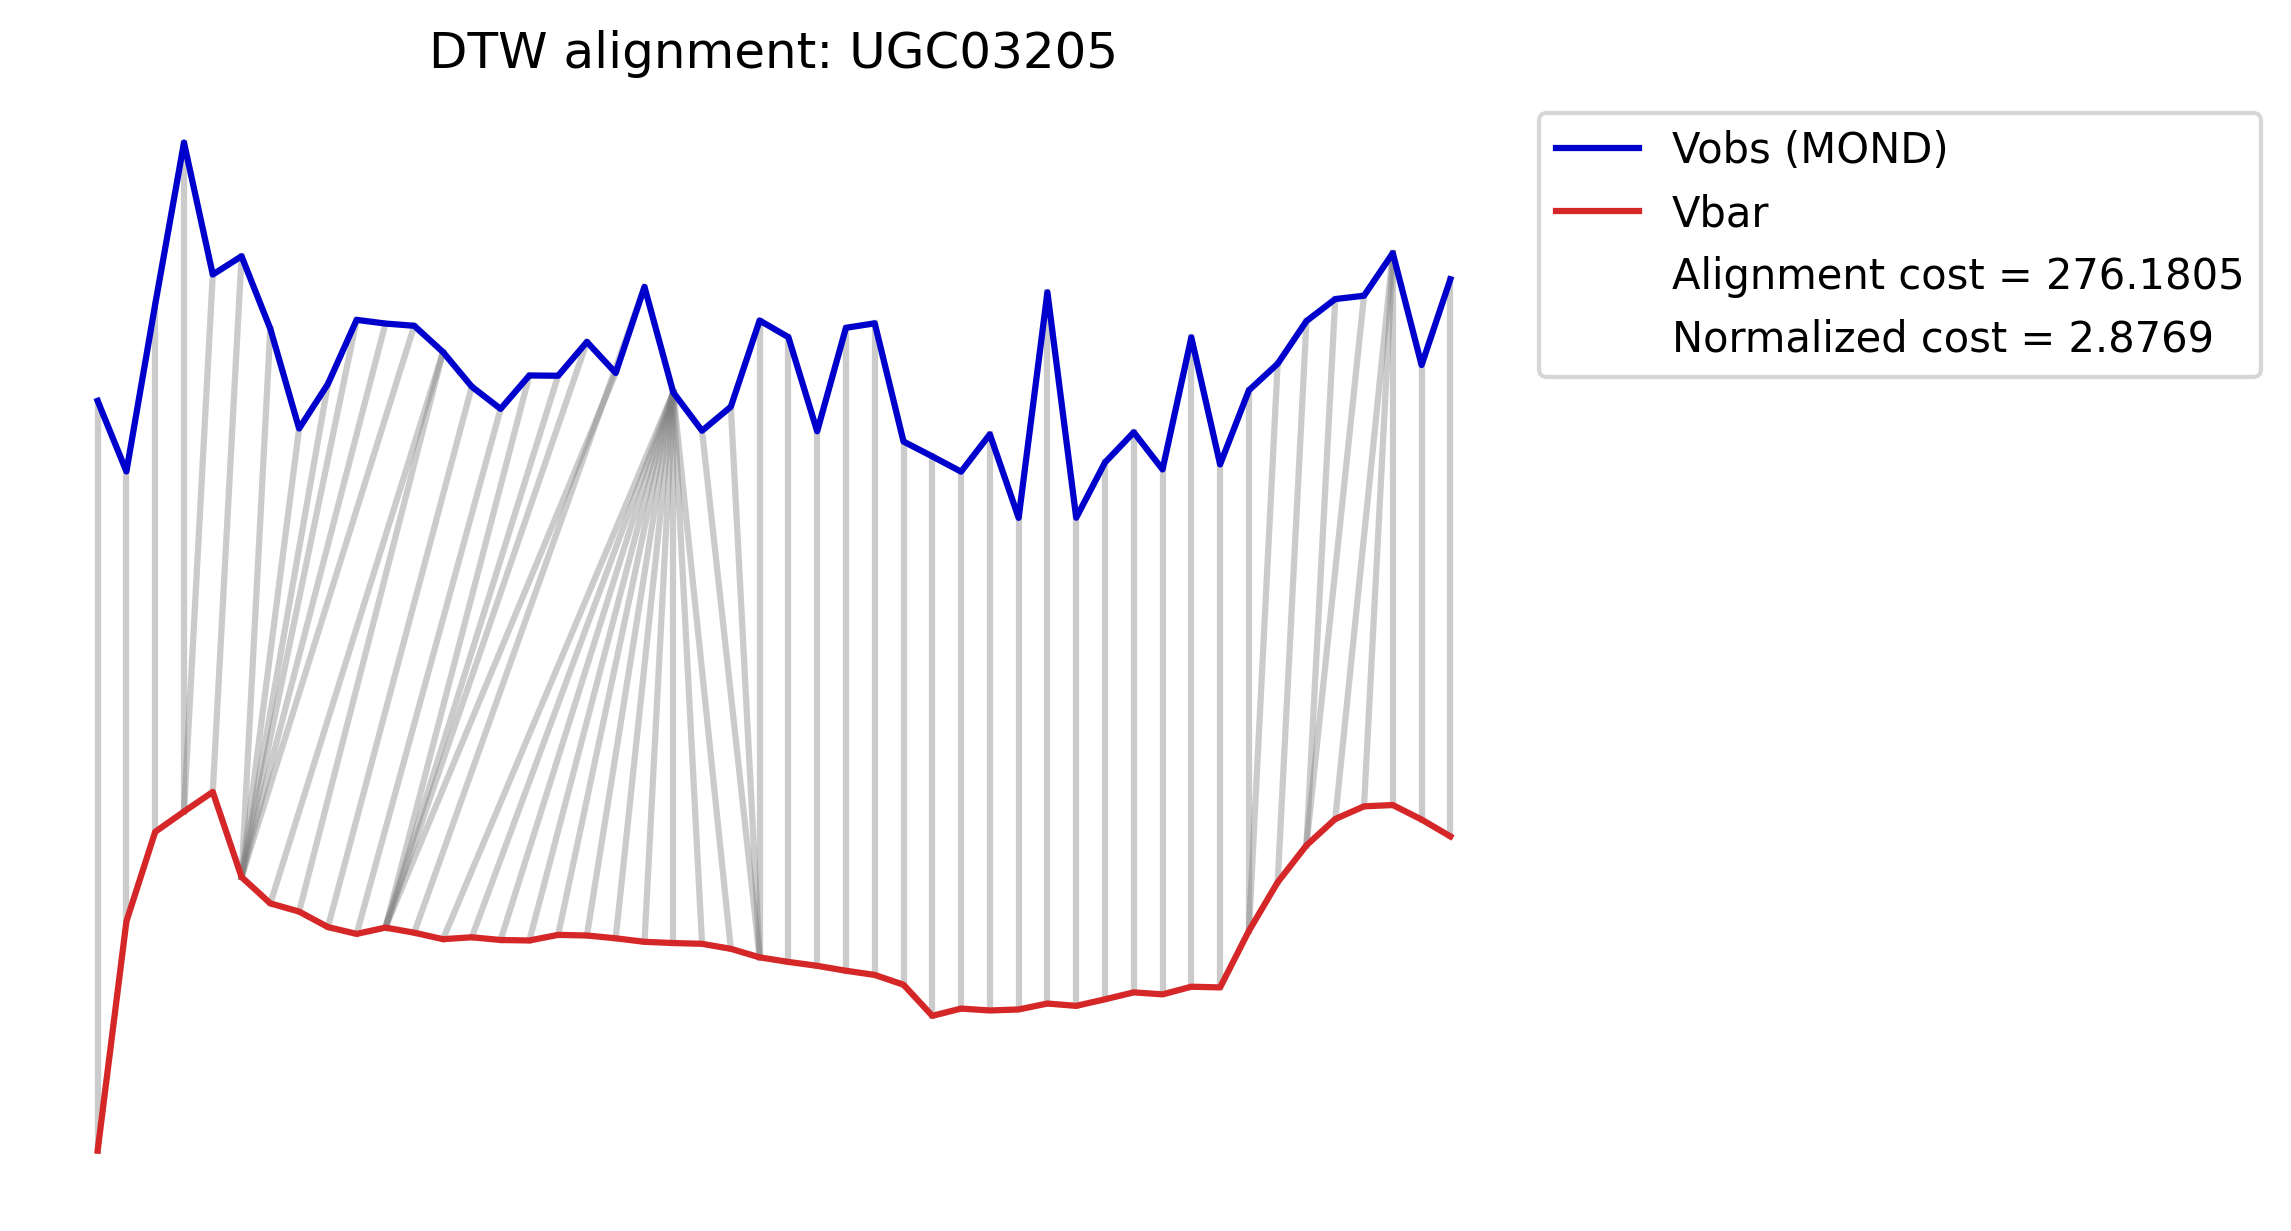 DTW alignment: UGC03205
Vobs (MOND)
Vbar
Alignment cost = 276.1805
Normalized cost = 2.8769